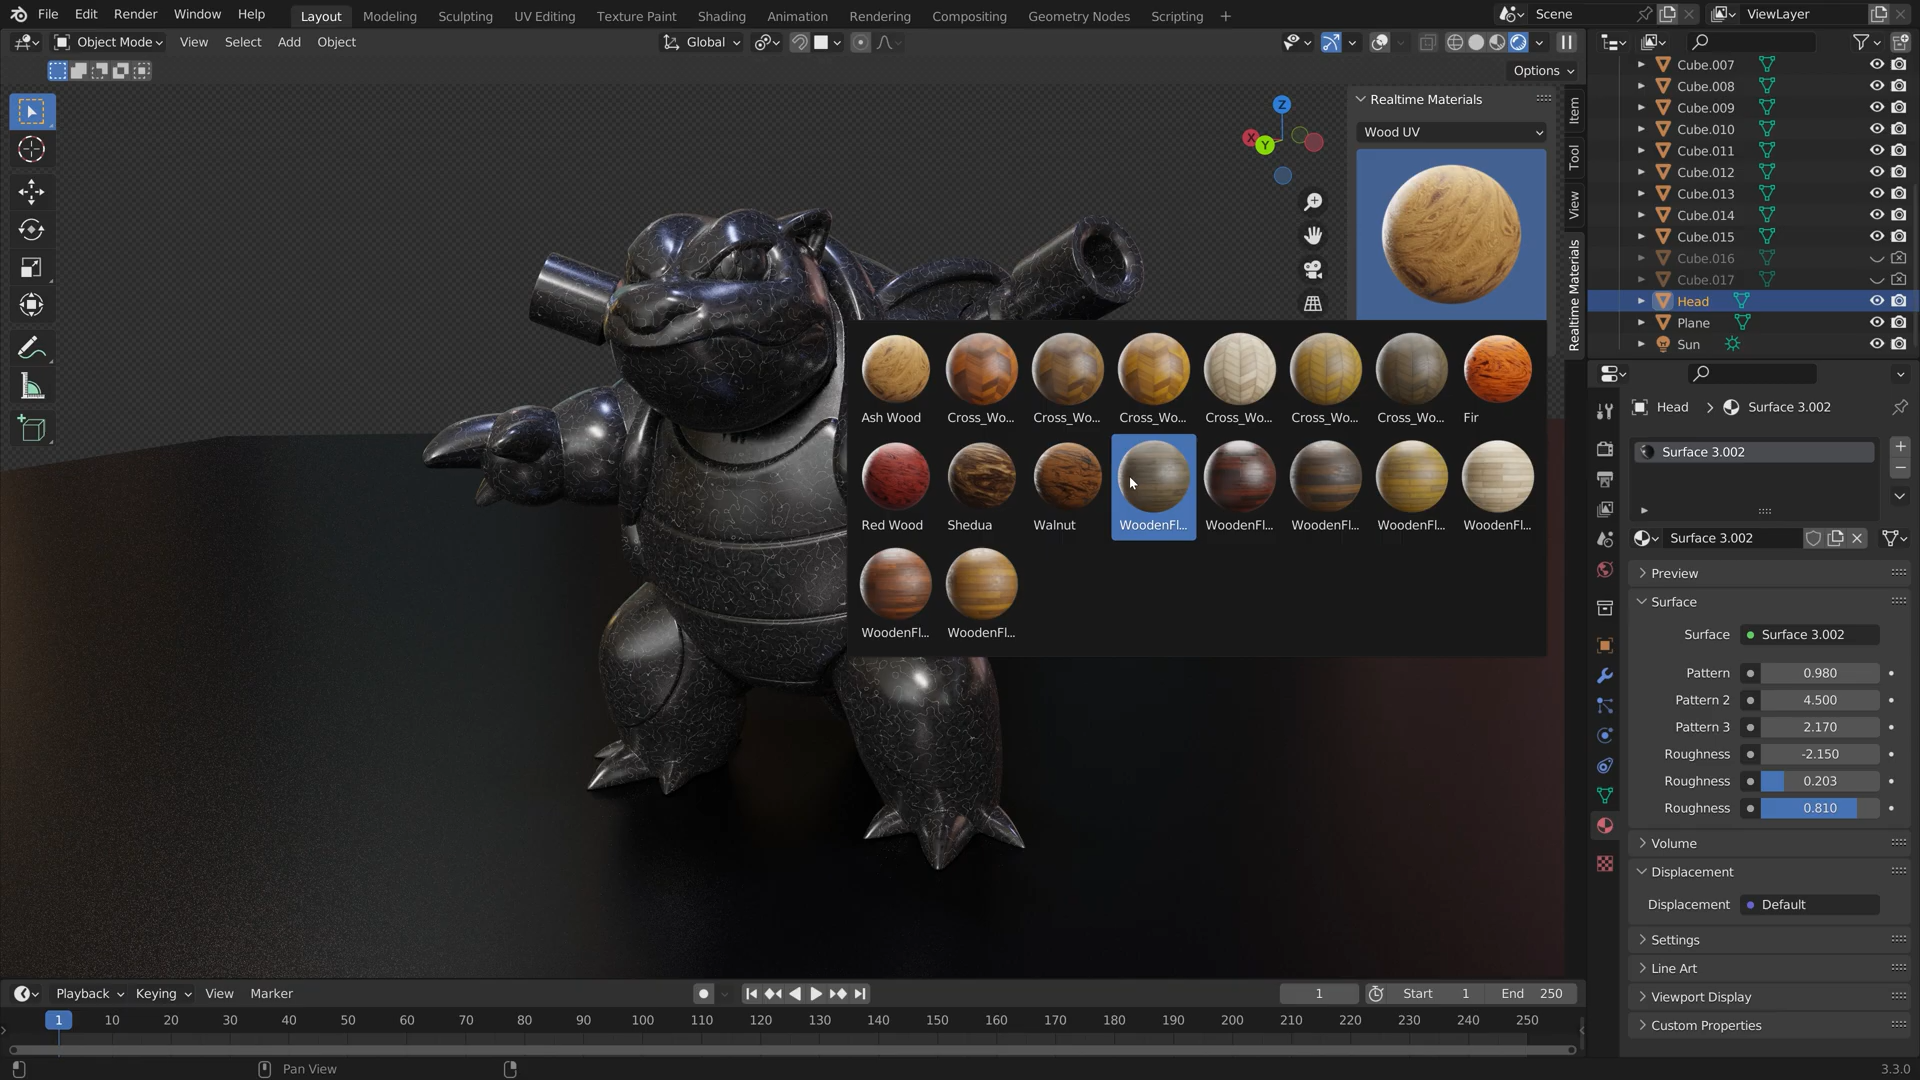 File Edit Render Window Help Layout Modeling Sculpting UV Editing Texture Paint Shading Animation Rendering Compositing Geometry Nodes Scripting + Scene ViewLayer
Object Mode View Select Add Object Global
Options
Realtime Materials
Wood UV
Z
X
Y
Item
Tool
View
Realtime Materials
Ash Wood Cross_Wo... Cross_Wo... Cross_Wo... Cross_Wo... Cross_Wo... Cross_Wo... Fir
Red Wood Shedua Walnut WoodenFl... WoodenFl... WoodenFl... WoodenFl... WoodenFl...
WoodenFl... WoodenFl...
Cube.007
Cube.008
Cube.009
Cube.010
Cube.011
Cube.012
Cube.013
Cube.014
Cube.015
Cube.016
Cube.017
Head
Plane
Sun
Head > Surface 3.002
Surface 3.002
Surface 3.002
Preview
Surface
Surface Surface 3.002
Pattern 0.980
Pattern 2 4.500
Pattern 3 2.170
Roughness -2.150
Roughness 0.203
Roughness 0.810
Volume
Displacement
Displacement Default
Settings
Line Art
Viewport Display
Custom Properties
Playback Keying View Marker 1 Start 1 End 250
1 10 20 30 40 50 60 70 80 90 100 110 120 130 140 150 160 170 180 190 200 210 220 230 240 250
Pan View 3.3.0